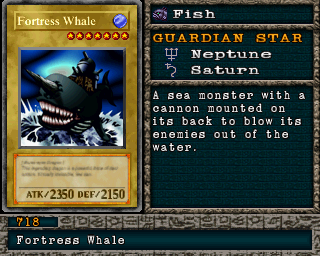 Fortress Whale
ATK/2350 DEF/2150
Fish
GUARDIAN STAR
Neptune
Saturn
A sea monster with a
cannon mounted on
its back to blow its
enemies out of the
water.
718
Fortress Whale